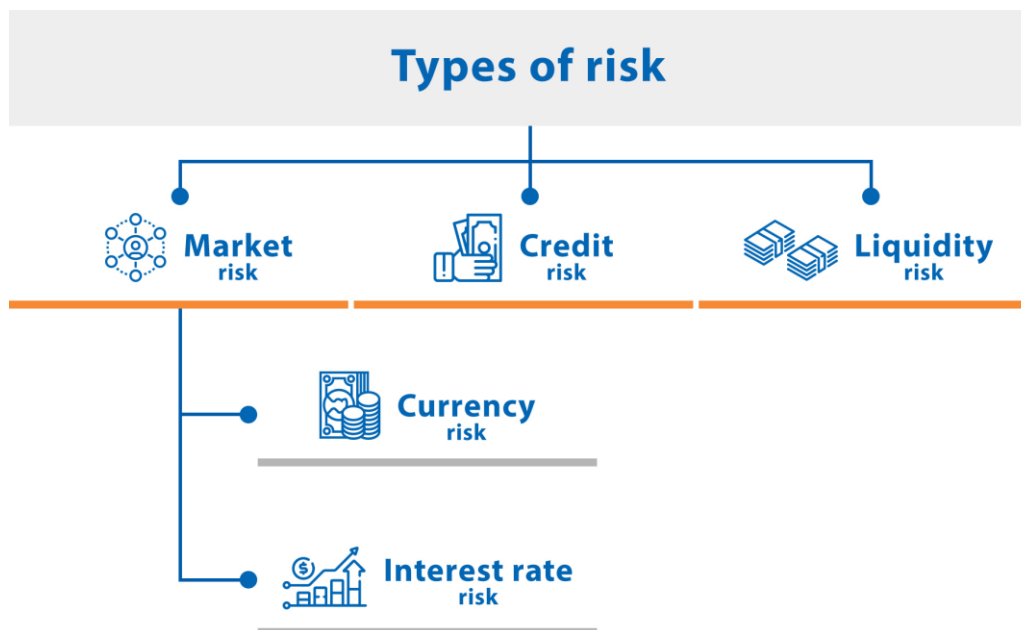 Types of risk
Market
risk
Credit
risk
Liquidity
risk
Currency
risk
$
Interest rate
risk